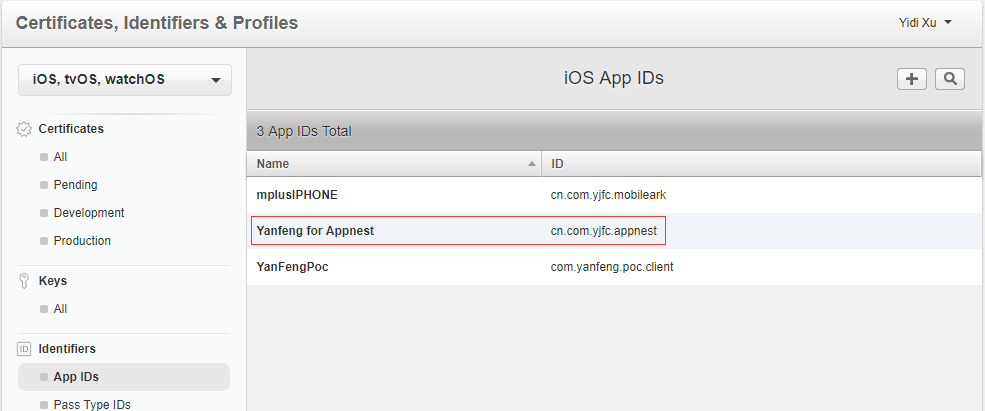 Certificates, Identifiers & Profiles
Yidi Xu
iOS, tvOS, watchOS
iOS App IDs
Certificates
3 App IDs Total
All
Name
ID
Pending
mplusIPHONE
cn.com.yjfc.mobileark
Development
Yanfeng for Appnest
cn.com.yjfc.appnest
Production
YanFengPoc
com.yanfeng.poc.client
Keys
All
ID
Identifiers
App IDs
Pass Type IDs